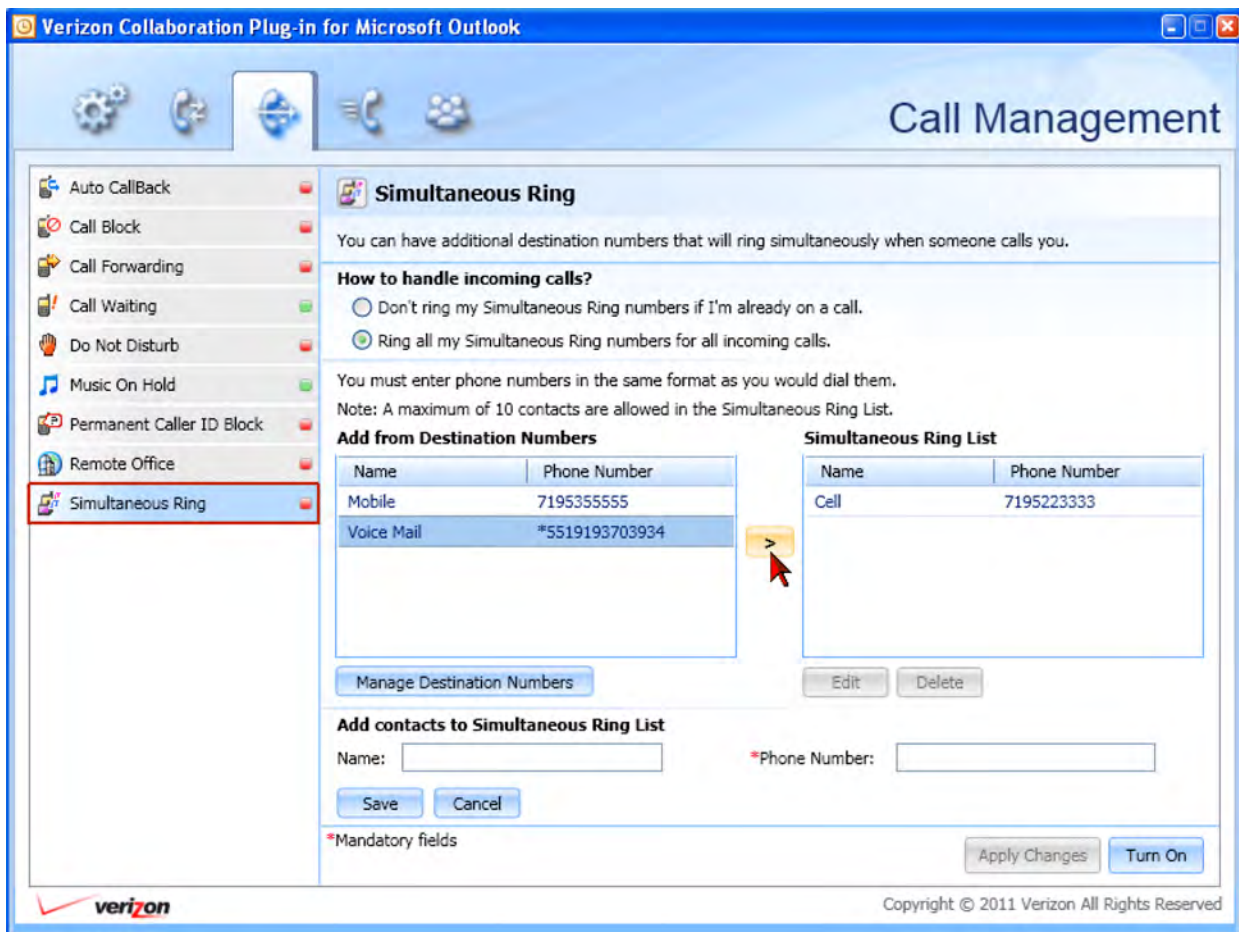 Verizon Collaboration Plug-in for Microsoft Outlook
Call Management
Auto CallBack
Call Block
Call Forwarding
Call Waiting
Do Not Disturb
Music On Hold
Permanent Caller ID Block
Remote Office
Simultaneous Ring
Simultaneous Ring
You can have additional destination numbers that will ring simultaneously when someone calls you.
How to handle incoming calls?
Don't ring my Simultaneous Ring numbers if I'm already on a call.
Ring all my Simultaneous Ring numbers for all incoming calls.
You must enter phone numbers in the same format as you would dial them.
Note: A maximum of 10 contacts are allowed in the Simultaneous Ring List.
Add from Destination Numbers
Name Phone Number
Mobile 7195355555
Voice Mail *5519193703934
>
Manage Destination Numbers
Simultaneous Ring List
Name Phone Number
Cell 7195223333
Edit Delete
Add contacts to Simultaneous Ring List
Name: *Phone Number:
Save Cancel
*Mandatory fields
Apply Changes Turn On
verizon
Copyright © 2011 Verizon All Rights Reserved